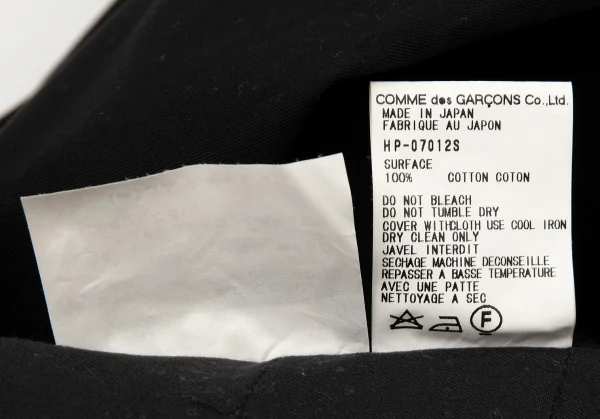 COMME des GARÇONS Co.,Ltd.
MADE IN JAPAN
FABRIQUE AU JAPON
HP-07012S
SURFACE
100% COTTON COTON
DO NOT BLEACH
DO NOT TUMBLE DRY
COVER WITHCLOTH USE COOL IRON
DRY CLEAN ONLY
JAVEL INTERDIT
SECHAGE MACHINE DECONSEILLE
REPASSER A BASSE TEMPERATURE
AVEC UNE PATTE
NETTOYAGE A SEC
F